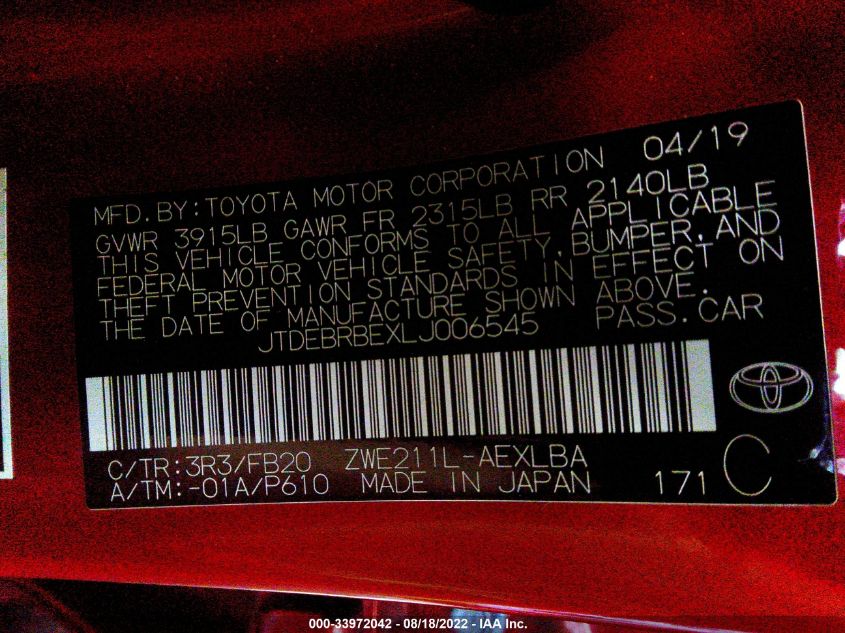 MFD.BY:TOYOTA MOTOR CORPORATION 04/19
GVWR 3915LB GAWR FR 2315LB RR 2140LB
THIS VEHICLE CONFORMS TO ALL APPLICABLE
FEDERAL MOTOR VEHICLE SAFETY,BUMPER,AND
THEFT PREVENTION STANDARDS IN EFFECT ON
THE DATE OF MANUFACTURE SHOWN ABOVE.
JTDEBRBEXLJ006545 PASS.CAR
C/TR:3R3/FB20 ZWE211L-AEXLBA
A/TM:-01A/P610 MADE IN JAPAN 171 C
000-33972042 - 08/18/2022 - IAA Inc.